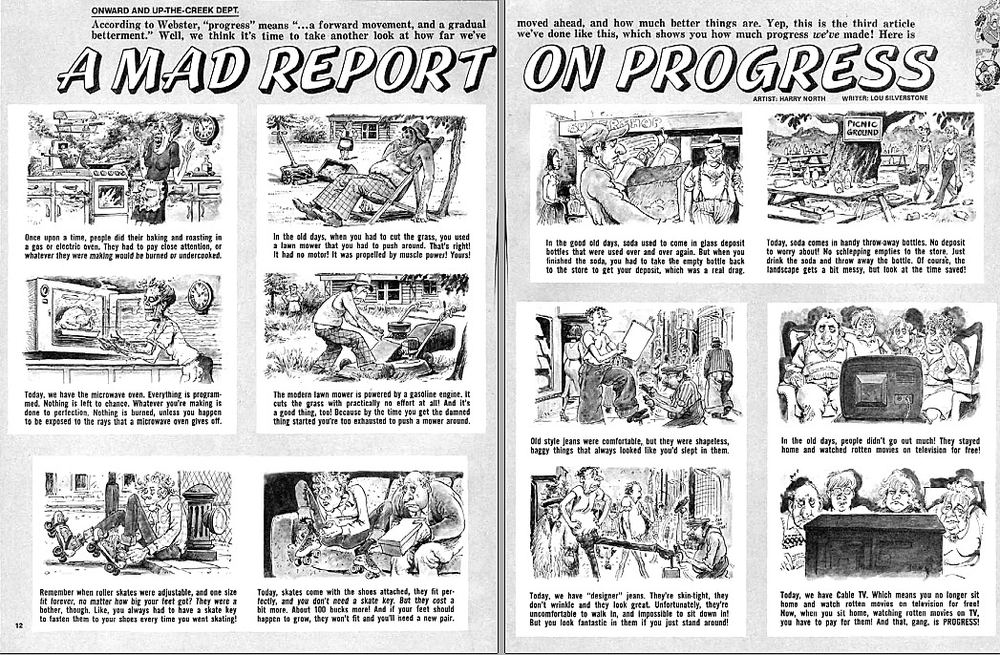 ONWARD AND UP-THE-CREEK DEPT.
According to Webster, "progress" means "...a forward movement, and a gradual
betterment." Well, we think it's time to take another look at how far we've
moved ahead, and how much better things are. Yep, this is the third article
we've done like this, which shows you how much progress we've made! Here is
A MAD REPORT ON PROGRESS
ARTIST: HARRY NORTH WRITER: LOU SILVERSTONE
Once upon a time, people did their baking and roasting in
a gas or electric oven. They had to pay close attention, or
whatever they were making would be burned or undercooked.
Today, we have the microwave oven. Everything is program-
med. Nothing is left to chance. Whatever you're making is
done to perfection. Nothing is burned, unless you happen
to be exposed to the rays that a microwave oven gives off.
In the old days, when you had to cut the grass, you used
a lawn mower that you had to push around. That's right!
It had no motor! It was propelled by muscle power! Yours!
The modern lawn mower is powered by a gasoline engine. It
cuts the grass with practically no effort at all! And it's
a good thing, too! Because by the time you get the damned
thing started you're too exhausted to push a mower around.
Remember when roller skates were adjustable, and one size
fit forever, no matter how big your feet got? They were a
bother, though. Like, you always had to have a skate key
to fasten them to your shoes every time you went skating!
Today, skates come with the shoes attached, they fit per-
fectly, and you don't need a skate key. But they cost a
bit more. About 100 bucks more! And if your feet should
happen to grow, they won't fit and you'll need a new pair.
12
In the good old days, soda used to come in glass deposit
bottles that were used over and over again. But when you
finished the soda, you had to take the empty bottle back
to the store to get your deposit, which was a real drag.
PICNIC
GROUND
Today, soda comes in handy throw-away bottles. No deposit
to worry about! No schlepping empties to the store. Just
drink the soda and throw away the bottle. Of course, the
landscape gets a bit messy, but look at the time saved!
Old style jeans were comfortable, but they were shapeless,
baggy things that always looked like you'd slept in them.
Today, we have "designer" jeans. They're skin-tight, they
don't wrinkle and they look great. Unfortunately, they're
uncomfortable to walk in, and impossible to sit down in!
But you look fantastic in them if you just stand around!
In the old days, people didn't go out much! They stayed
home and watched rotten movies on television for free!
Today, we have Cable TV. Which means you no longer sit
home and watch rotten movies on television for free!
Now, when you sit home, watching rotten movies on TV,
you have to pay for them! And that, gang, is PROGRESS!